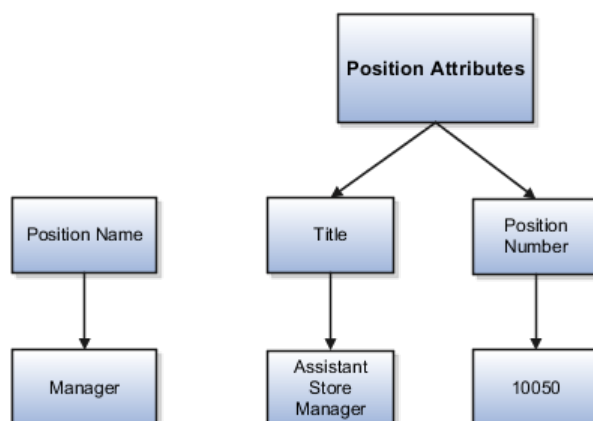 Position Attributes
Position Name
Title
Position
Number
Manager
Assistant
Store
Manager
10050